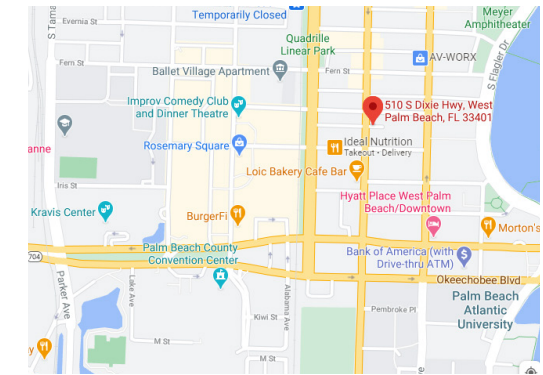 Temporarily Closed
Meyer
Amphitheater
Evernia St
S Tama
Quadrille
Linear Park
S Flagler Dr
Fern St
Ballet Village Apartment
Fern St
AV-WORX
Improv Comedy Club
and Dinner Theatre
510 S Dixie Hwy, West
Palm Beach, FL 33401
anne
Rosemary Square
Ideal Nutrition
Takeout • Delivery
Loic Bakery Cafe Bar
Iris St
Kravis Center
BurgerFi
Hyatt Place West Palm
Beach/Downtown
Morton's
704
Palm Beach County
Convention Center
Bank of America (with
Drive-thru ATM)
Okeechobee Blvd
Parker Ave
Lake Ave
Alabama Ave
Palm Beach
Atlantic
University
Pembroke Pl
Kiwi St
M St
M St
y